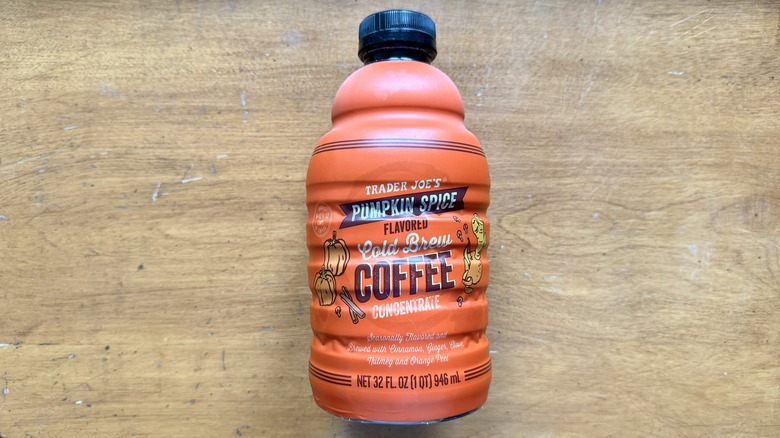 TRADER JOE'S
PUMPKIN SPICE
FLAVORED
Cold Brew
COFFEE
CONCENTRATE
Seasonally Flavored and
Brewed with Cinnamon, Ginger, Clove,
Nutmeg and Orange Peel
NET 32 FL. OZ (1 QT) 946 mL